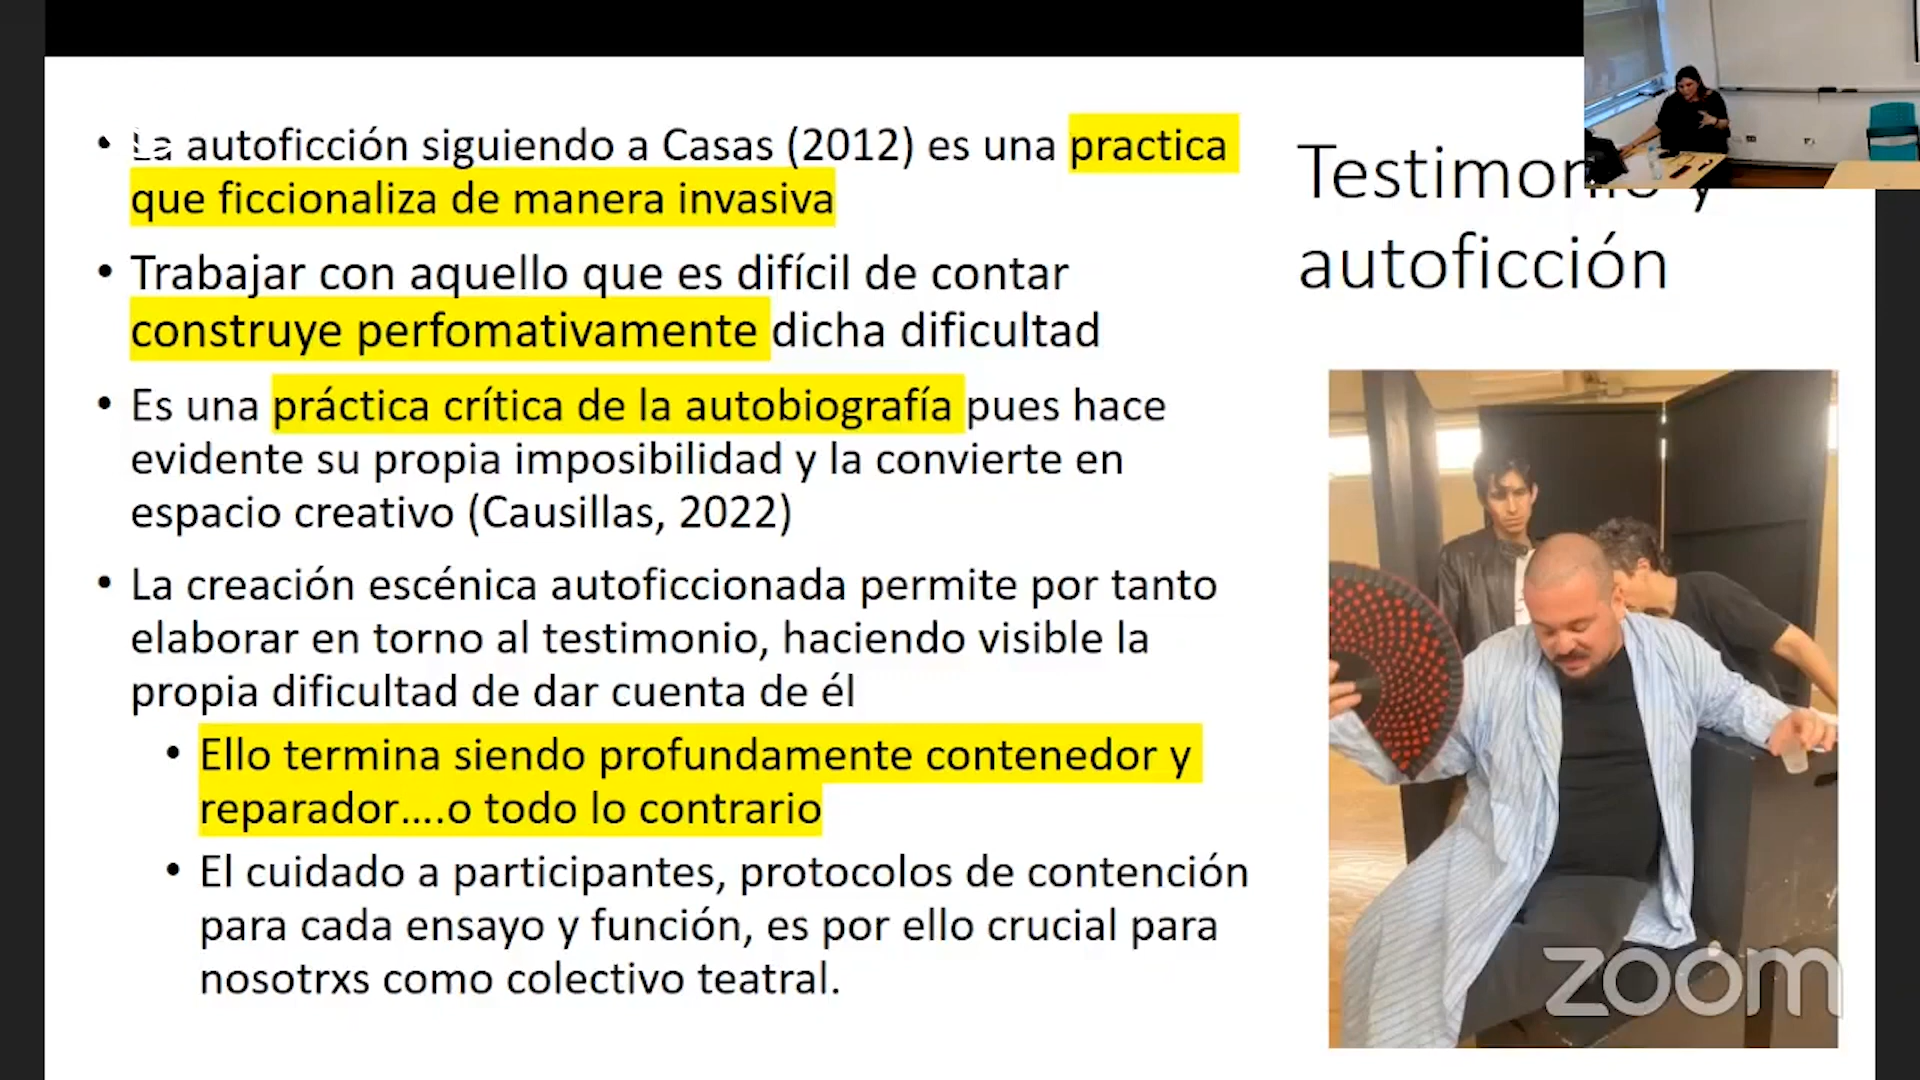 • La autoficción siguiendo a Casas (2012) es una practica
que ficcionaliza de manera invasiva
• Trabajar con aquello que es difícil de contar
construye perfomativamente dicha dificultad
• Es una práctica crítica de la autobiografía pues hace
evidente su propia imposibilidad y la convierte en
espacio creativo (Causillas, 2022)
• La creación escénica autoficcionada permite por tanto
elaborar en torno al testimonio, haciendo visible la
propia dificultad de dar cuenta de él
• Ello termina siendo profundamente contenedor y
reparador....o todo lo contrario
• El cuidado a participantes, protocolos de contención
para cada ensayo y función, es por ello crucial para
nosotrxs como colectivo teatral.
Testimonio y
autoficción
zoom